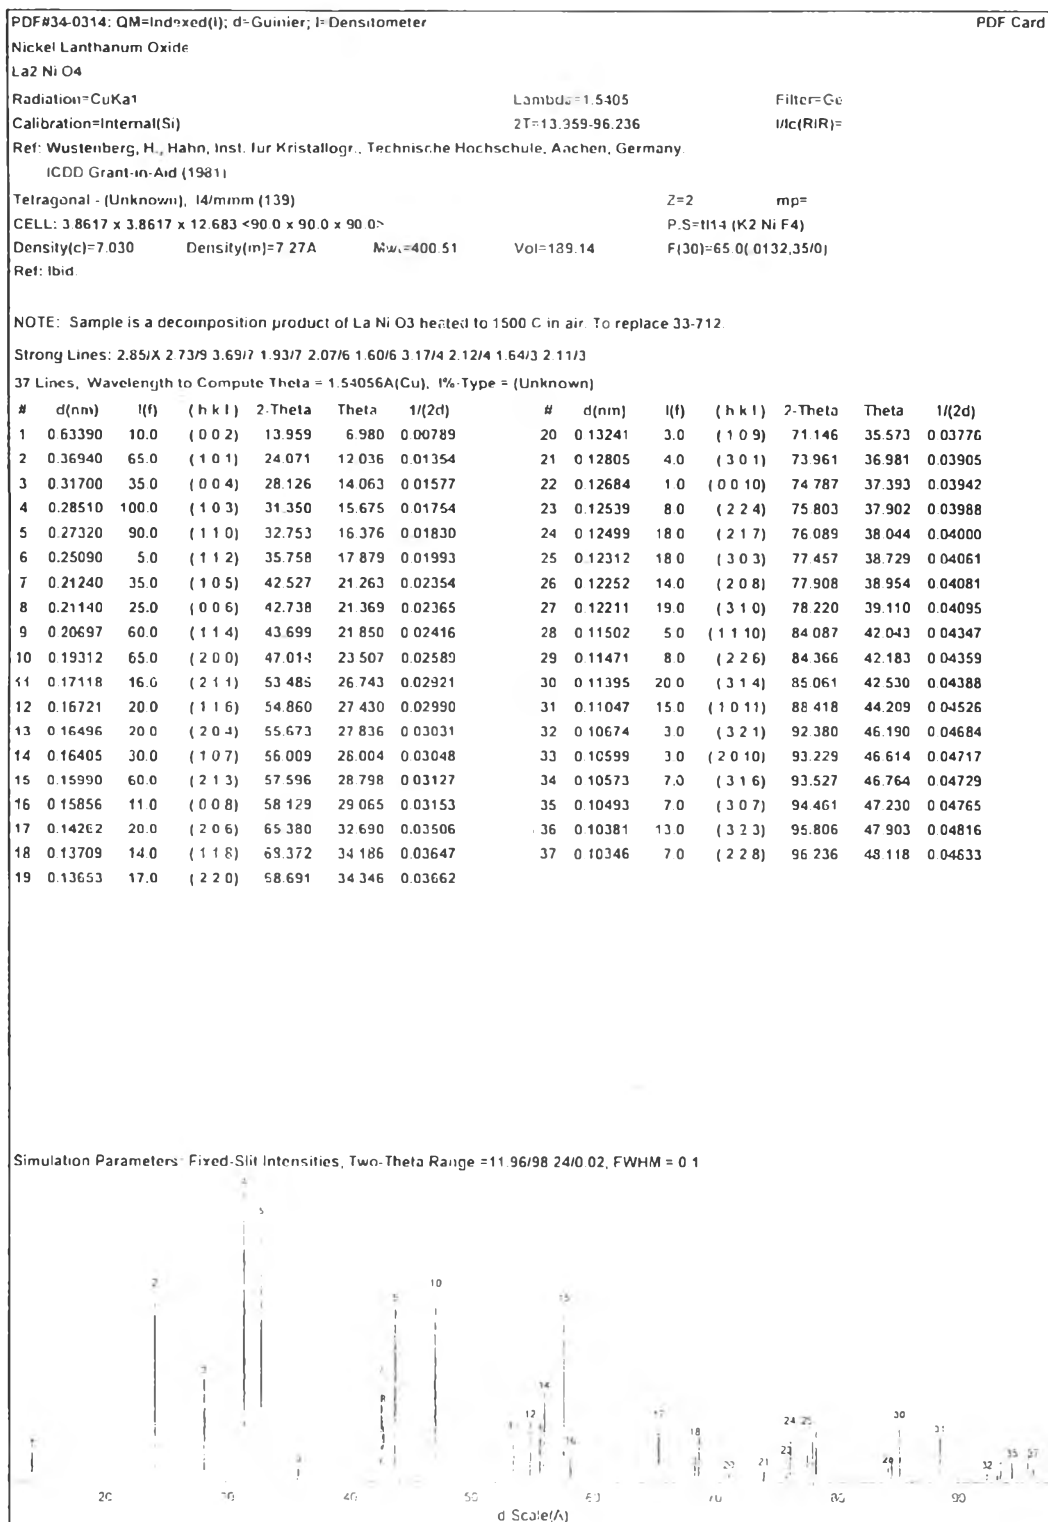 PDF#34-0314: QM=Indexed(I); d=Guinier; I=Densitometer PDF Card
Nickel Lanthanum Oxide
La2 Ni O4
Radiation=CuKa1 Lambda=1.5405 Filter=Ge
Calibration=Internal(Si) 2T=13.959-96.236 I/Ic(RIR)=
Ref: Wustenberg, H., Hahn, Inst. fur Kristallogr., Technische Hochschule, Aachen, Germany.
ICDD Grant-in-Aid (1981)
Tetragonal - (Unknown), I4/mmm (139) Z=2 mp=
CELL: 3.8617 x 3.8617 x 12.683 <90.0 x 90.0 x 90.0> P.S=tI14 (K2 Ni F4)
Density(c)=7.030 Density(m)=7.27A Mwt=400.51 Vol=189.14 F(30)=65.0(.0132,35/0)
Ref: Ibid.
NOTE: Sample is a decomposition product of La Ni O3 heated to 1500 C in air. To replace 33-712.
Strong Lines: 2.85/X 2.73/9 3.69/7 1.93/7 2.07/6 1.60/6 3.17/4 2.12/4 1.64/3 2.11/3
37 Lines, Wavelength to Compute Theta = 1.54056A(Cu), I%-Type = (Unknown)
# d(nm) I(f) (h k l) 2-Theta Theta 1/(2d) # d(nm) I(f) (h k l) 2-Theta Theta 1/(2d)
1 0.63390 10.0 (0 0 2) 13.959 6.980 0.00789 20 0.13241 3.0 (1 0 9) 71.146 35.573 0.03776
2 0.36940 65.0 (1 0 1) 24.071 12.036 0.01354 21 0.12805 4.0 (3 0 1) 73.961 36.981 0.03905
3 0.31700 35.0 (0 0 4) 28.126 14.063 0.01577 22 0.12684 1.0 (0 0 10) 74.787 37.393 0.03942
4 0.28510 100.0 (1 0 3) 31.350 15.675 0.01754 23 0.12539 8.0 (2 2 4) 75.803 37.902 0.03988
5 0.27320 90.0 (1 1 0) 32.753 16.376 0.01830 24 0.12499 18.0 (2 1 7) 76.089 38.044 0.04000
6 0.25090 5.0 (1 1 2) 35.758 17.879 0.01993 25 0.12312 18.0 (3 0 3) 77.457 38.729 0.04061
7 0.21240 35.0 (1 0 5) 42.527 21.263 0.02354 26 0.12252 14.0 (2 0 8) 77.908 38.954 0.04081
8 0.21140 25.0 (0 0 6) 42.738 21.369 0.02365 27 0.12211 19.0 (3 1 0) 78.220 39.110 0.04095
9 0.20697 60.0 (1 1 4) 43.699 21.850 0.02416 28 0.11502 5.0 (1 1 10) 84.087 42.043 0.04347
10 0.19312 65.0 (2 0 0) 47.014 23.507 0.02589 29 0.11471 8.0 (2 2 6) 84.366 42.183 0.04359
11 0.17118 16.0 (2 1 1) 53.485 26.743 0.02921 30 0.11395 20.0 (3 1 4) 85.061 42.530 0.04388
12 0.16721 20.0 (1 1 6) 54.860 27.430 0.02990 31 0.11047 15.0 (1 0 11) 88.418 44.209 0.04526
13 0.16496 20.0 (2 0 4) 55.673 27.836 0.03031 32 0.10674 3.0 (3 2 1) 92.380 46.190 0.04684
14 0.16405 30.0 (1 0 7) 56.009 28.004 0.03048 33 0.10599 3.0 (2 0 10) 93.229 46.614 0.04717
15 0.15990 60.0 (2 1 3) 57.596 28.798 0.03127 34 0.10573 7.0 (3 1 6) 93.527 46.764 0.04729
16 0.15856 11.0 (0 0 8) 58.129 29.065 0.03153 35 0.10493 7.0 (3 0 7) 94.461 47.230 0.04765
17 0.14262 20.0 (2 0 6) 65.380 32.690 0.03506 36 0.10381 13.0 (3 2 3) 95.806 47.903 0.04816
18 0.13709 14.0 (1 1 8) 68.372 34.186 0.03647 37 0.10346 7.0 (2 2 8) 96.236 48.118 0.04833
19 0.13653 17.0 (2 2 0) 68.691 34.346 0.03662
Simulation Parameters: Fixed-Slit Intensities, Two-Theta Range =11.96/98.24/0.02, FWHM = 0.1
4
5
2 10
9 15
3
14
12 17 24 25 30
18 31
16 23
20 21 29 32 35 37
20 30 40 50 60 70 80 90
d Scale(A)